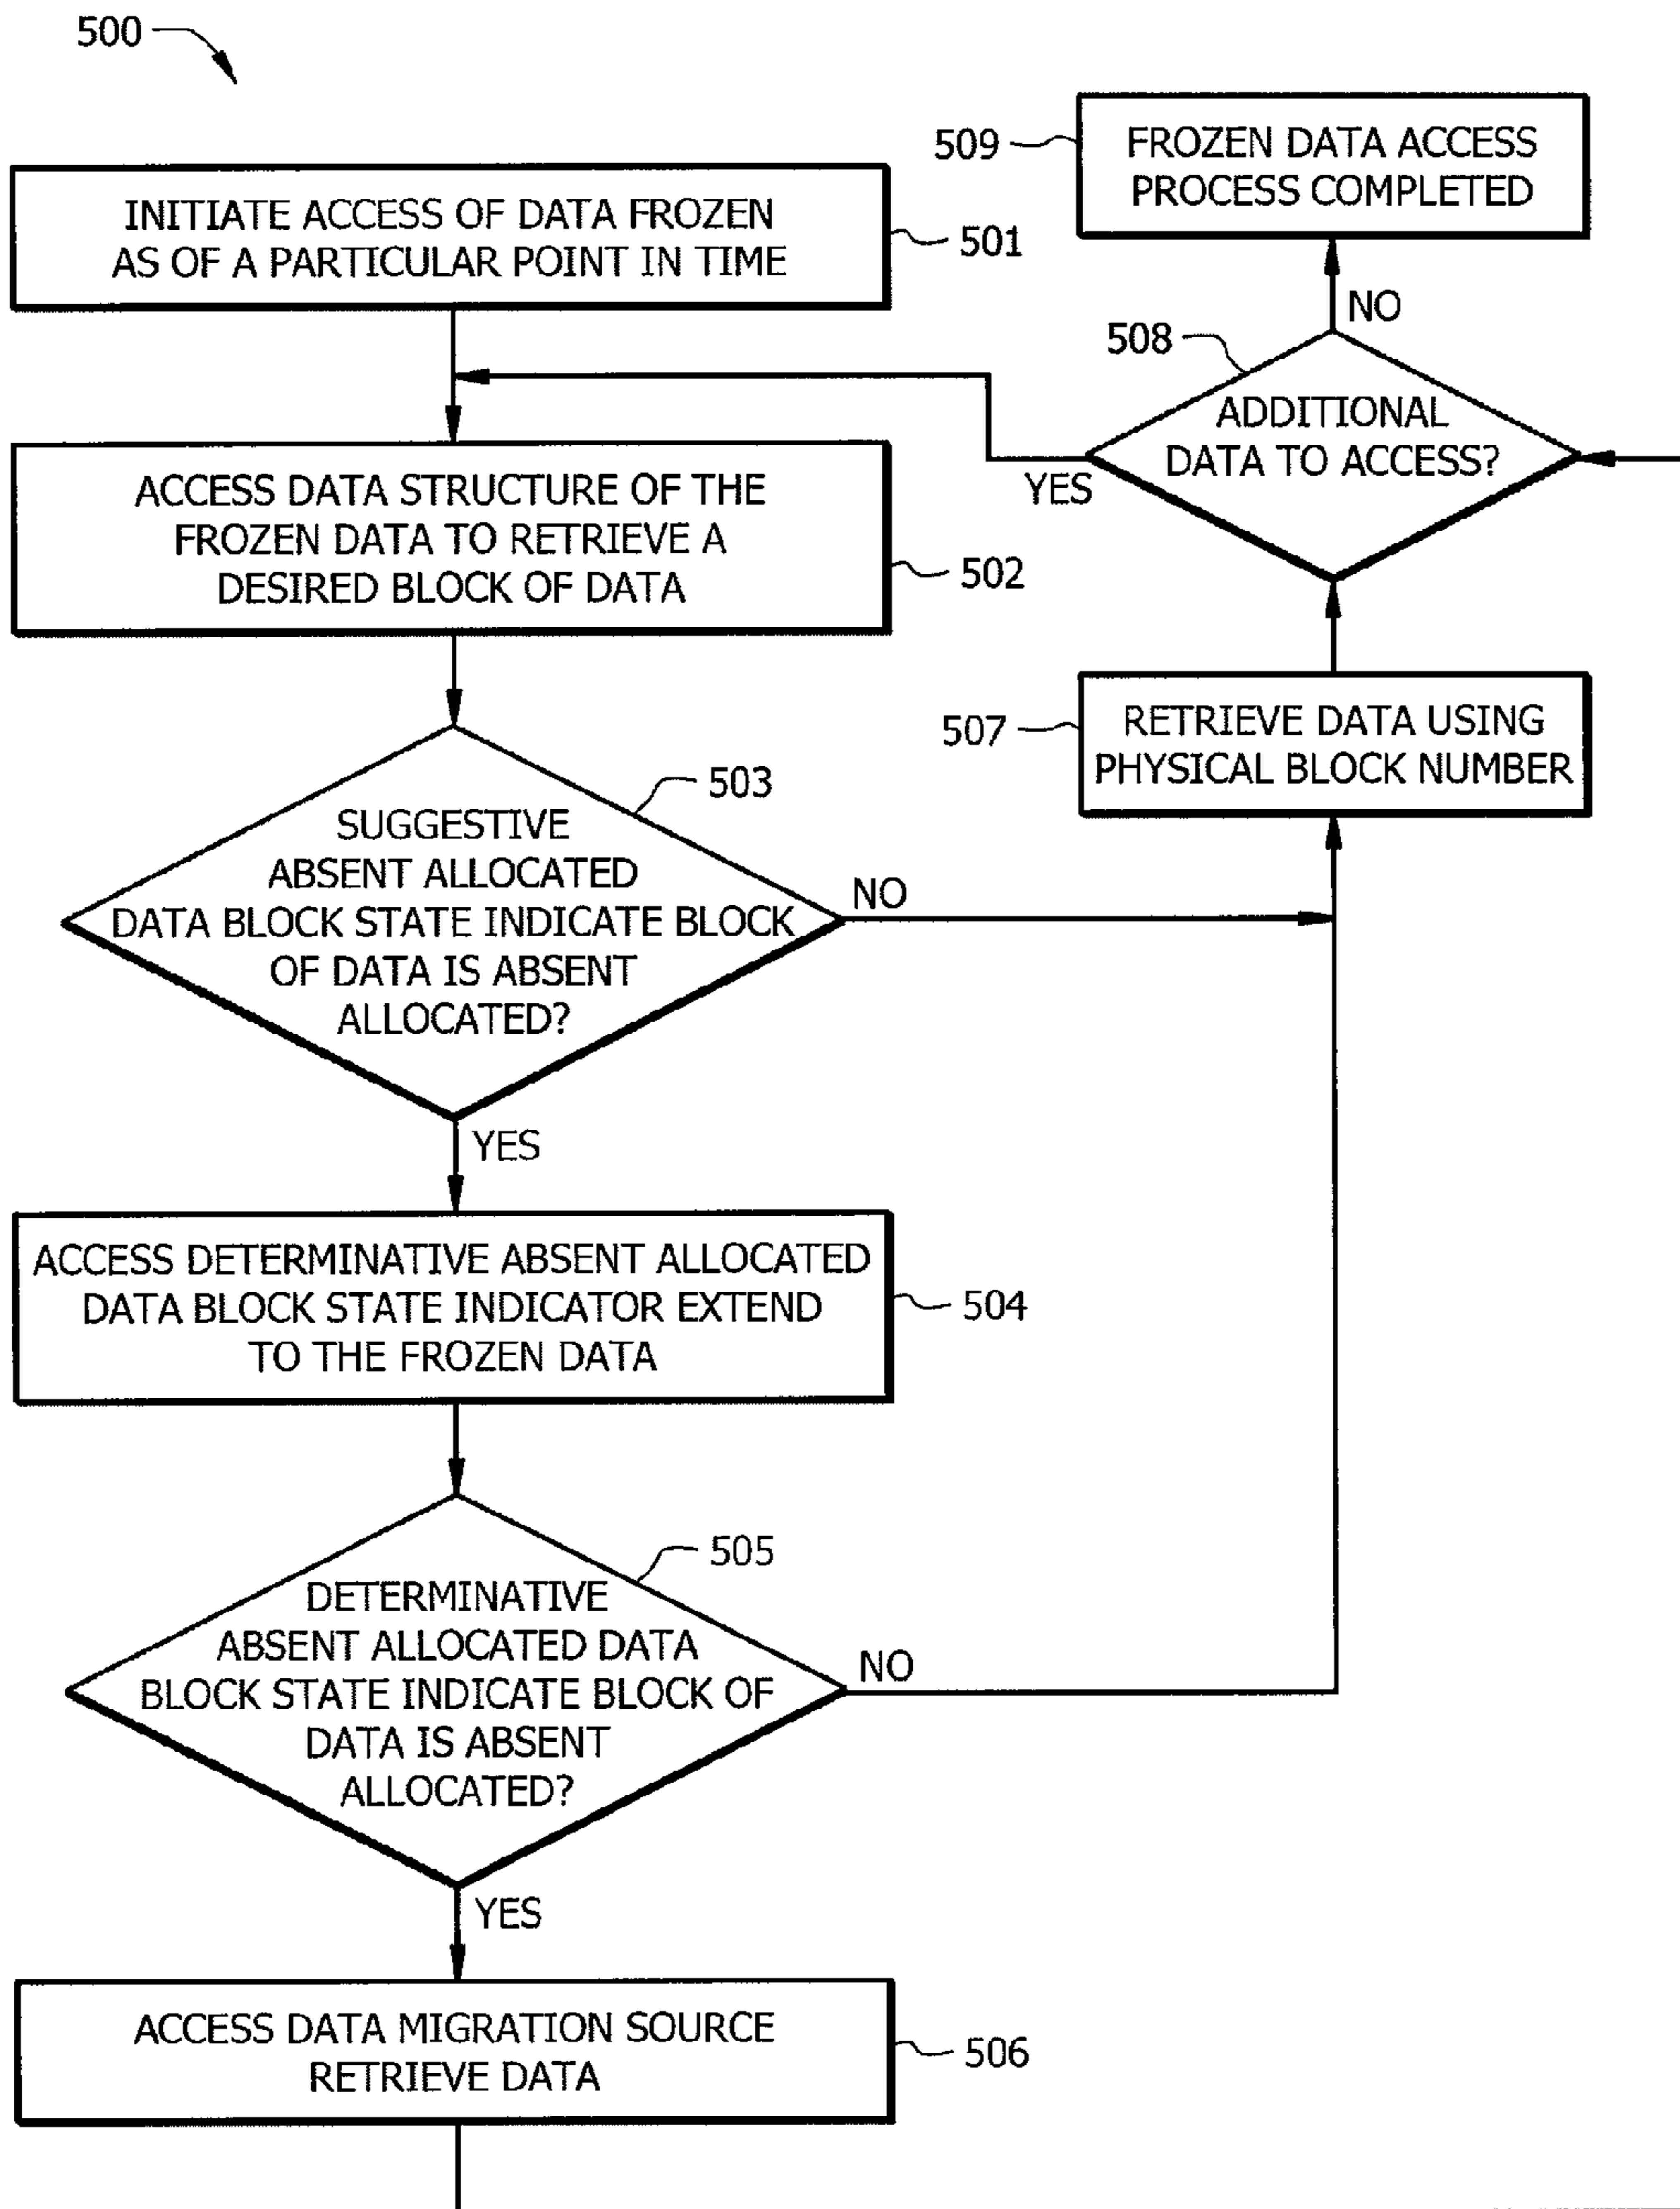 500
INITIATE ACCESS OF DATA FROZEN
AS OF A PARTICULAR POINT IN TIME
501
ACCESS DATA STRUCTURE OF THE
FROZEN DATA TO RETRIEVE A
DESIRED BLOCK OF DATA
502
SUGGESTIVE
ABSENT ALLOCATED
DATA BLOCK STATE INDICATE BLOCK
OF DATA IS ABSENT
ALLOCATED?
503
NO
YES
ACCESS DETERMINATIVE ABSENT ALLOCATED
DATA BLOCK STATE INDICATOR EXTEND
TO THE FROZEN DATA
504
DETERMINATIVE
ABSENT ALLOCATED DATA
BLOCK STATE INDICATE BLOCK OF
DATA IS ABSENT
ALLOCATED?
505
NO
YES
ACCESS DATA MIGRATION SOURCE
RETRIEVE DATA
506
507
RETRIEVE DATA USING
PHYSICAL BLOCK NUMBER
508
ADDITIONAL
DATA TO ACCESS?
YES
NO
509
FROZEN DATA ACCESS
PROCESS COMPLETED